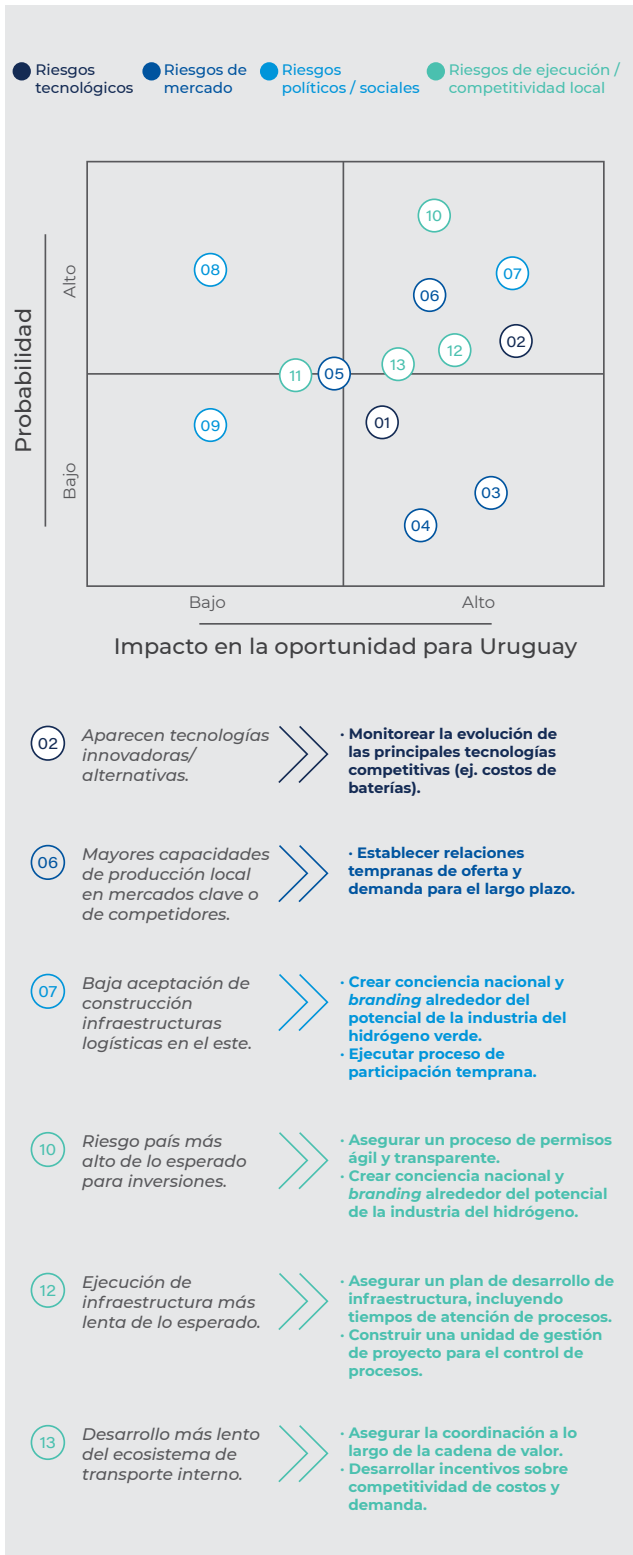 Riesgos
tecnológicos
Riesgos de
mercado
Riesgos
políticos / sociales
Riesgos de ejecución /
competitividad local
Probabilidad
Alto
Bajo
10
08
07
06
02
12
13
05
11
01
09
03
04
Bajo
Alto
Impacto en la oportunidad para Uruguay
02
Aparecen tecnologías
innovadoras/
alternativas.
· Monitorear la evolución de
las principales tecnologías
competitivas (ej. costos de
baterías).
06
Mayores capacidades
de producción local
en mercados clave o
de competidores.
· Establecer relaciones
tempranas de oferta y
demanda para el largo plazo.
07
Baja aceptación de
construcción
infraestructuras
logísticas en el este.
· Crear conciencia nacional y
branding alrededor del
potencial de la industria del
hidrógeno verde.
· Ejecutar proceso de
participación temprana.
10
Riesgo país más
alto de lo esperado
para inversiones.
· Asegurar un proceso de permisos
ágil y transparente.
· Crear conciencia nacional y
branding alrededor del potencial
de la industria del hidrógeno.
12
Ejecución de
infraestructura más
lenta de lo esperado.
· Asegurar un plan de desarrollo de
infraestructura, incluyendo
tiempos de atención de procesos.
· Construir una unidad de gestión
de proyecto para el control de
procesos.
13
Desarrollo más lento
del ecosistema de
transporte interno.
· Asegurar la coordinación a lo
largo de la cadena de valor.
· Desarrollar incentivos sobre
competitividad de costos y
demanda.